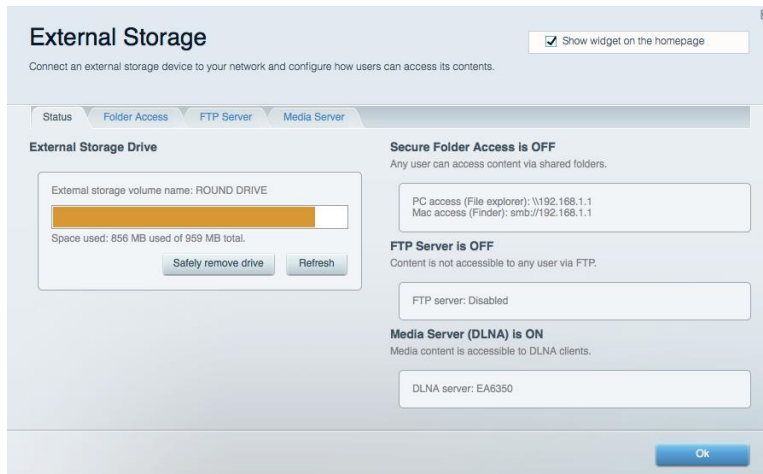 External Storage
Show widget on the homepage
Connect an external storage device to your network and configure how users can access its contents.
Status
Folder Access
FTP Server
Media Server
External Storage Drive
External storage volume name: ROUND DRIVE
Space used: 856 MB used of 959 MB total.
Safely remove drive
Refresh
Secure Folder Access is OFF
Any user can access content via shared folders.
PC access (File explorer): \\192.168.1.1
Mac access (Finder): smb://192.168.1.1
FTP Server is OFF
Content is not accessible to any user via FTP.
FTP server: Disabled
Media Server (DLNA) is ON
Media content is accessible to DLNA clients.
DLNA server: EA6350
Ok